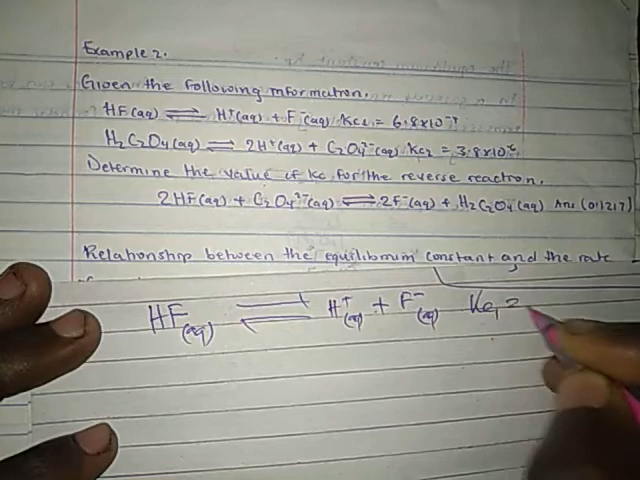 Example 2.
Given the following information.
HF(aq) ⇌ H⁺(aq) + F⁻(aq) Kc1 = 6.8x10⁻⁴
H₂C₂O₄(aq) ⇌ 2H⁺(aq) + C₂O₄²⁻(aq) Kc2 = 3.8x10⁻⁶
Determine the value of Kc for the reverse reaction.
2HF(aq) + C₂O₄²⁻(aq) ⇌ 2F⁻(aq) + H₂C₂O₄(aq) Ans (0.1217)
Relationship between the equilibrium constant and the rate
HF(aq) ⇌ H⁺(aq) + F⁻(aq) Kc₁ =